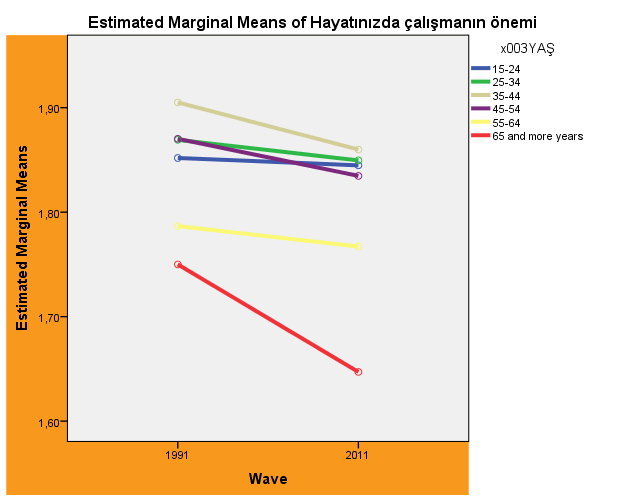 Estimated Marginal Means of Hayatınızda çalışmanın önemi
x003YAŞ
15-24
25-34
35-44
45-54
55-64
65 and more years
Estimated Marginal Means
1,90
1,80
1,70
1,60
1991
2011
Wave